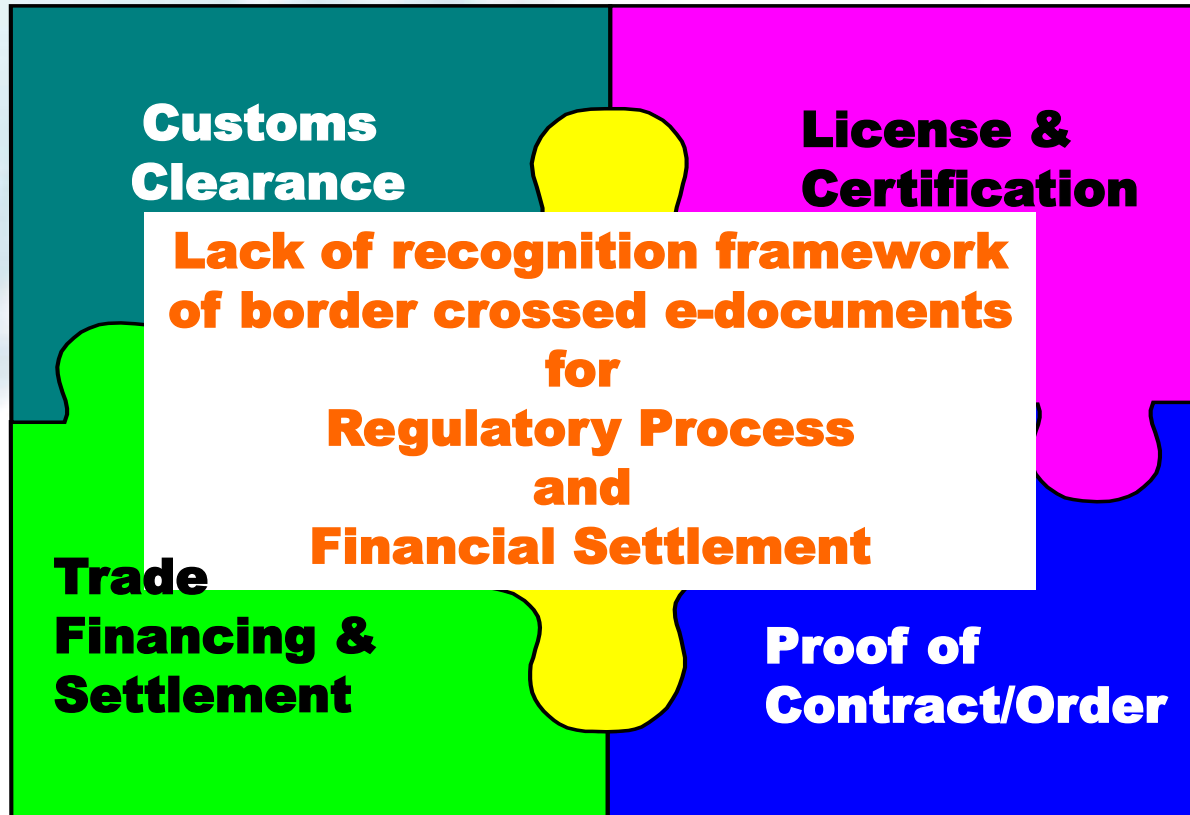 Customs
Clearance
License &
Certification
Lack of recognition framework
of border crossed e-documents
for
Regulatory Process
and
Financial Settlement
Trade
Financing &
Settlement
Proof of
Contract/Order